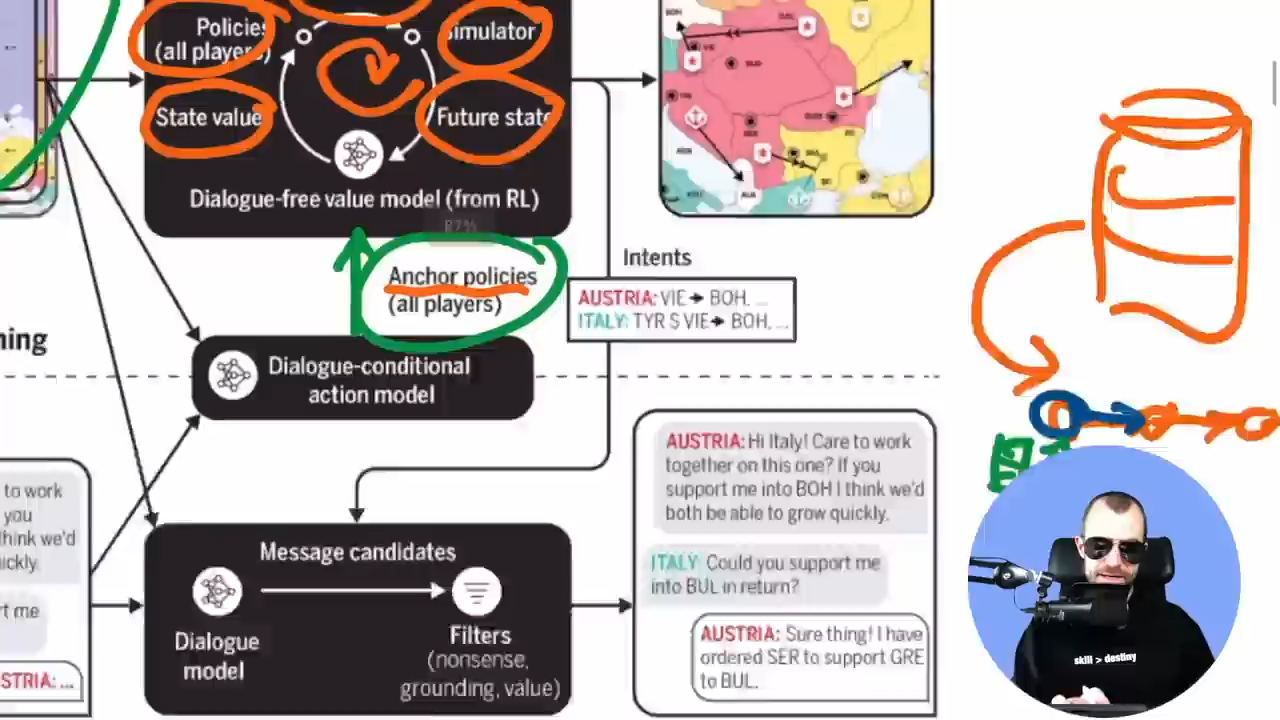 Policies
(all players)
Simulator
State value
Future state
Dialogue-free value model (from RL)
87%
Anchor policies
(all players)
Intents
AUSTRIA: VIE → BOH, ...
ITALY: TYR S VIE → BOH, ...
ning
Dialogue-conditional
action model
to work
you
think we'd
uickly.
rt me
STRIA: ...
Message candidates
Dialogue
model
Filters
(nonsense,
grounding, value)
AUSTRIA: Hi Italy! Care to work
together on this one? If you
support me into BOH I think we'd
both be able to grow quickly.
ITALY: Could you support me
into BUL in return?
AUSTRIA: Sure thing! I have
ordered SER to support GRE
to BUL.
skill > destiny